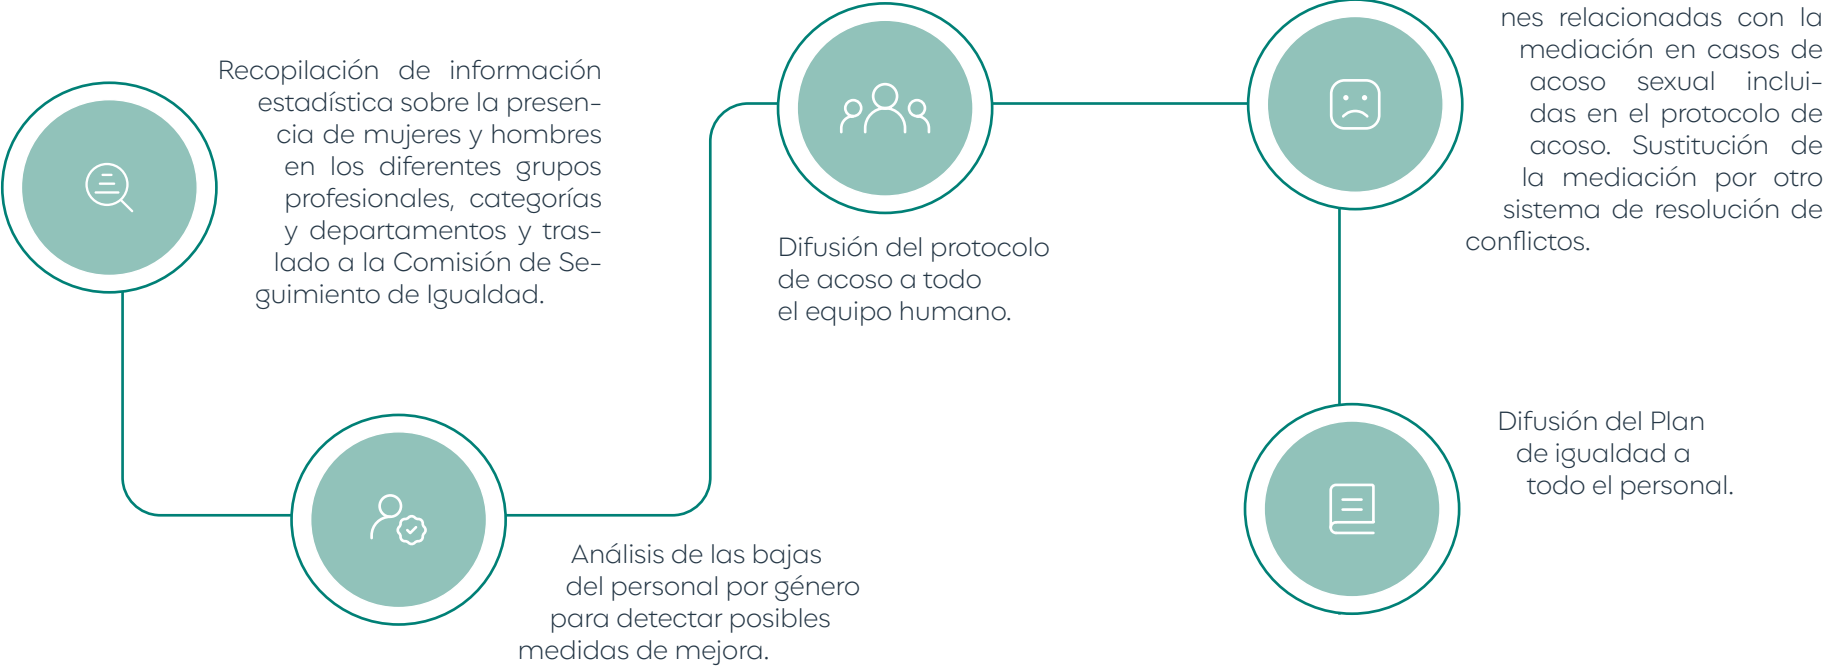 Recopilación de información
estadística sobre la presen-
cia de mujeres y hombres
en los diferentes grupos
profesionales, categorías
y departamentos y tras-
lado a la Comisión de Se-
guimiento de Igualdad.
Análisis de las bajas
del personal por género
para detectar posibles
medidas de mejora.
Difusión del protocolo
de acoso a todo
el equipo humano.
nes relacionadas con la
mediación en casos de
acoso sexual inclui-
das en el protocolo de
acoso. Sustitución de
la mediación por otro
sistema de resolución de
conflictos.
Difusión del Plan
de igualdad a
todo el personal.